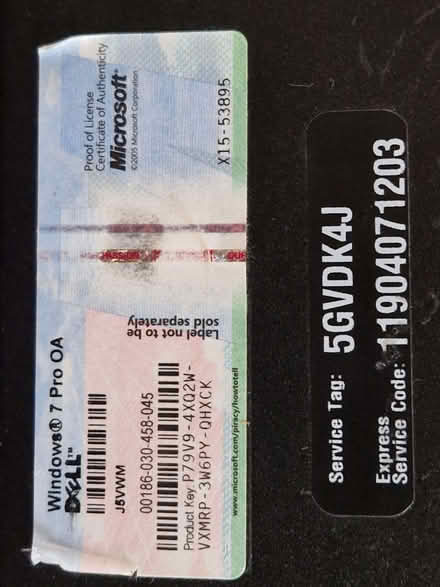 Windows® 7 Pro OA
DELL™
J5VWM
00186-030-458-045
Product Key: P79V9-4XQ2W-
VXMRP-3W6PY-QHXCK
www.microsoft.com/piracy/howtotell
Label not to be
sold separately
Proof of License
Certificate of Authenticity
Microsoft®
©2005 Microsoft Corporation
X15-53895
Service Tag: 5GVDK4J
Express
Service Code: 11904071203